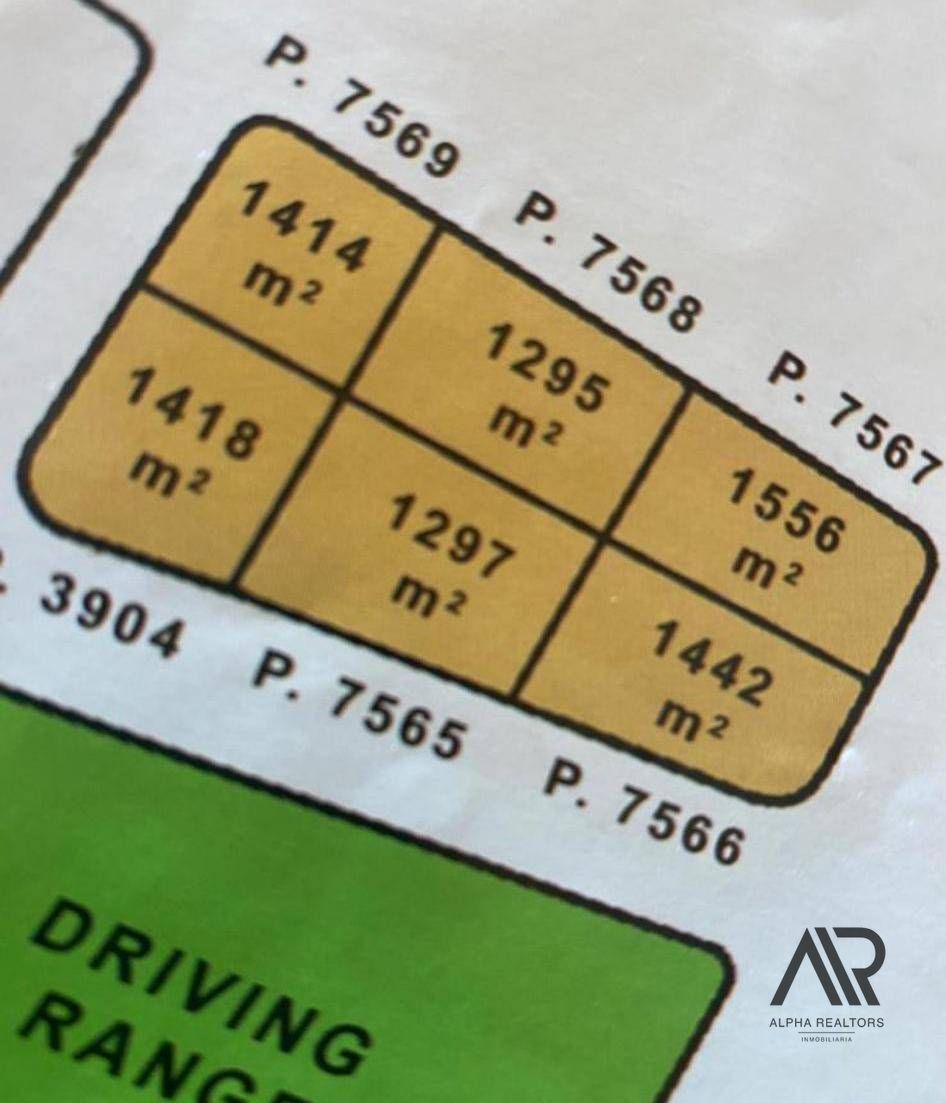 P. 7569
P. 7568
P. 7567
1414
m²
1295
m²
1556
m²
1418
m²
1297
m²
1442
m²
. 3904
P. 7565
P. 7566
DRIVING
RANGE
ALPHA REALTORS
INMOBILIARIA